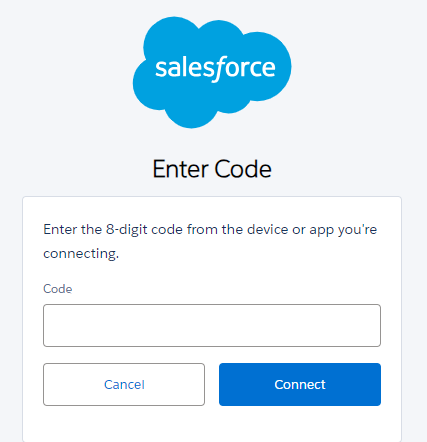 salesforce
Enter Code
Enter the 8-digit code from the device or app you're
connecting.
Code
Cancel
Connect